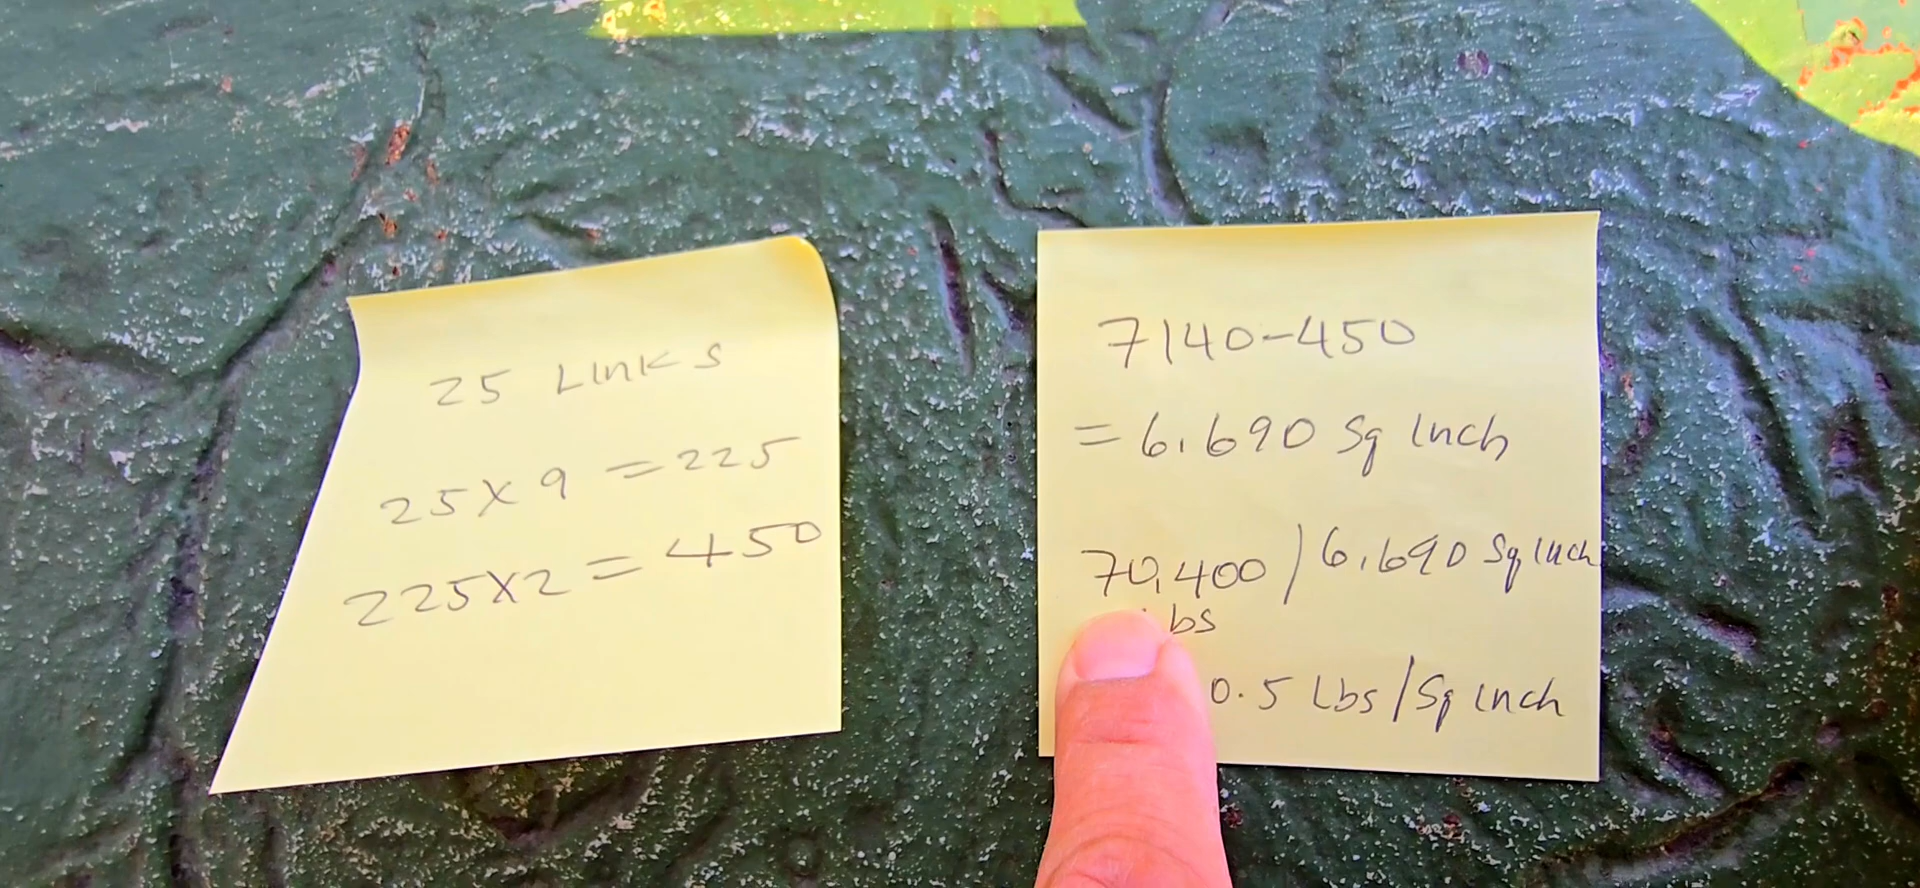 25 Links
25x9 = 225
225x2 = 450
7140-450
= 6.690 Sq Inch
70,400 / 6.690 Sq Inch
bs
0.5 Lbs/Sq Inch